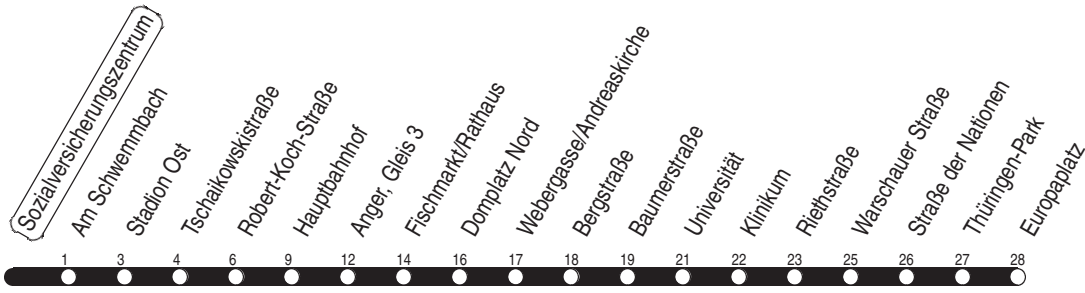 Sozialversicherungszentrum
Am Schwemmbach
Stadion Ost
Tschaikowskistraße
Robert-Koch-Straße
Hauptbahnhof
Anger, Gleis 3
Fischmarkt/Rathaus
Domplatz Nord
Webergasse/Andreaskirche
Bergstraße
Baumerstraße
Universität
Klinikum
Riethstraße
Warschauer Straße
Straße der Nationen
Thüringen-Park
Europaplatz
1 3 4 6 9 12 14 16 17 18 19 21 22 23 25 26 27 28